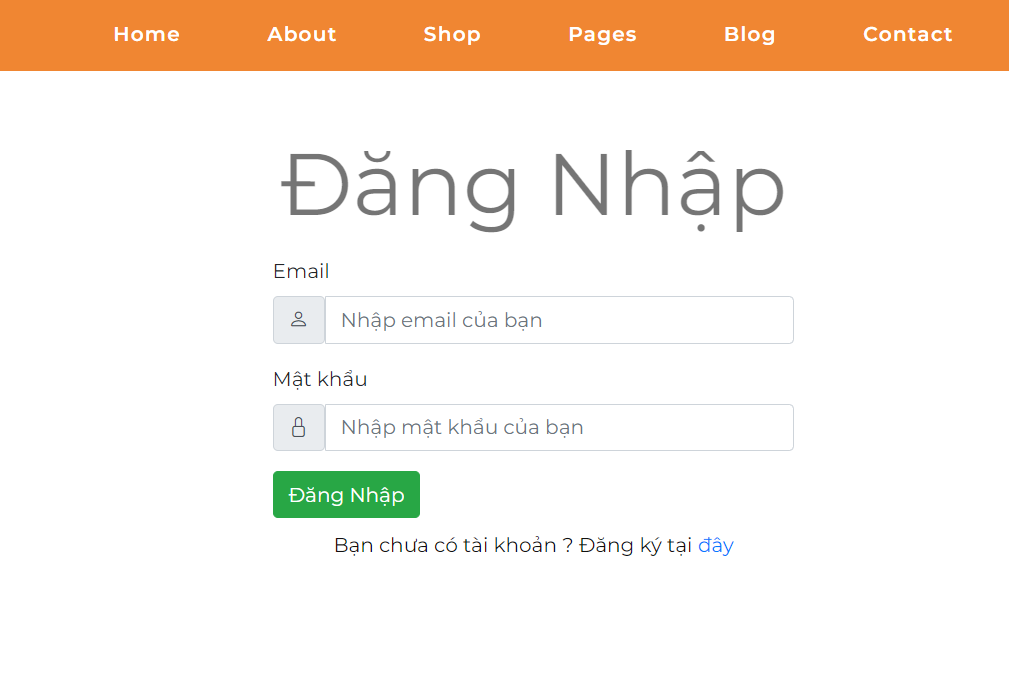 Home About Shop Pages Blog Contact
Đăng Nhập
Email
Nhập email của bạn
Mật khẩu
Nhập mật khẩu của bạn
Đăng Nhập
Bạn chưa có tài khoản ? Đăng ký tại đây